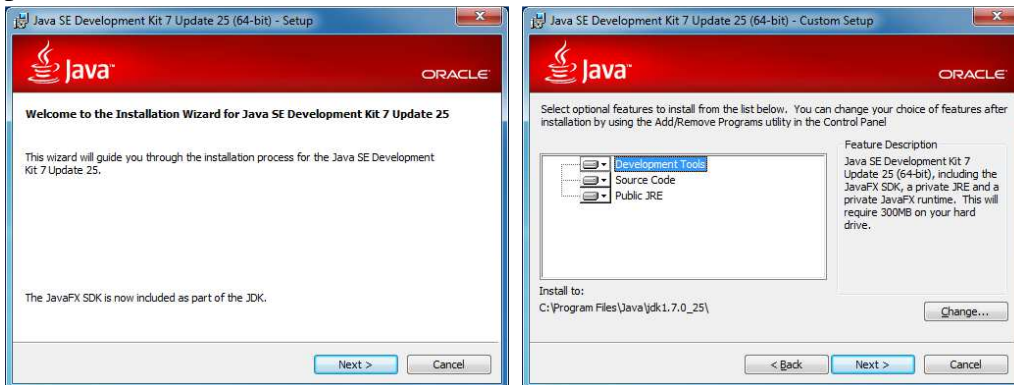 Java SE Development Kit 7 Update 25 (64-bit) - Setup
Java™
ORACLE
Welcome to the Installation Wizard for Java SE Development Kit 7 Update 25
This wizard will guide you through the installation process for the Java SE Development
Kit 7 Update 25.
The JavaFX SDK is now included as part of the JDK.
Next >
Cancel
Java SE Development Kit 7 Update 25 (64-bit) - Custom Setup
Java™
ORACLE
Select optional features to install from the list below. You can change your choice of features after
installation by using the Add/Remove Programs utility in the Control Panel
Development Tools
Source Code
Public JRE
Feature Description
Java SE Development Kit 7
Update 25 (64-bit), including the
JavaFX SDK, a private JRE and a
private JavaFX runtime. This will
require 300MB on your hard
drive.
Install to:
C:\Program Files\Java\jdk1.7.0_25\
Change...
< Back
Next >
Cancel